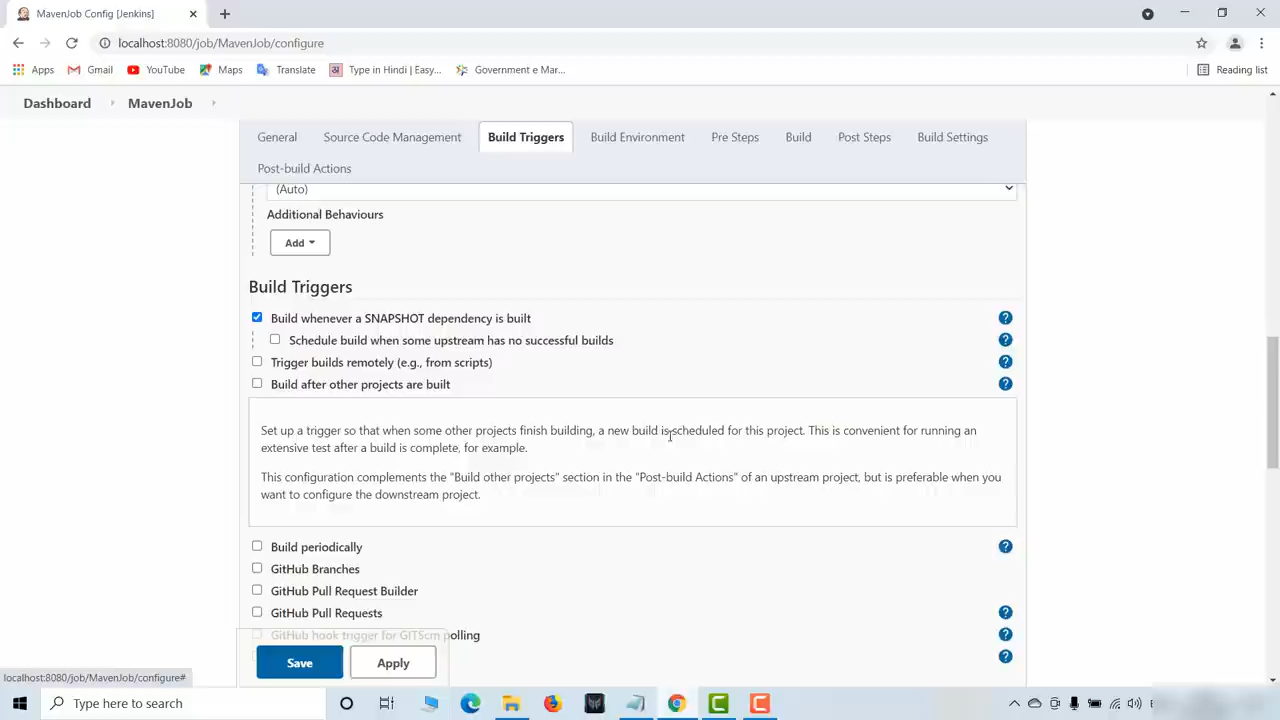 MavenJob Config [Jenkins]
localhost:8080/job/MavenJob/configure
Apps Gmail YouTube Maps Translate Type in Hindi | Easy... Government e Mar... Reading list
Dashboard MavenJob
General Source Code Management Build Triggers Build Environment Pre Steps Build Post Steps Build Settings
Post-build Actions
(Auto)
Additional Behaviours
Add
Build Triggers
Build whenever a SNAPSHOT dependency is built
Schedule build when some upstream has no successful builds
Trigger builds remotely (e.g., from scripts)
Build after other projects are built
Set up a trigger so that when some other projects finish building, a new build is scheduled for this project. This is convenient for running an
extensive test after a build is complete, for example.
This configuration complements the "Build other projects" section in the "Post-build Actions" of an upstream project, but is preferable when you
want to configure the downstream project.
Build periodically
GitHub Branches
GitHub Pull Request Builder
GitHub Pull Requests
GitHub hook trigger for GITScm polling
Save Apply
localhost:8080/job/MavenJob/configure#
Type here to search